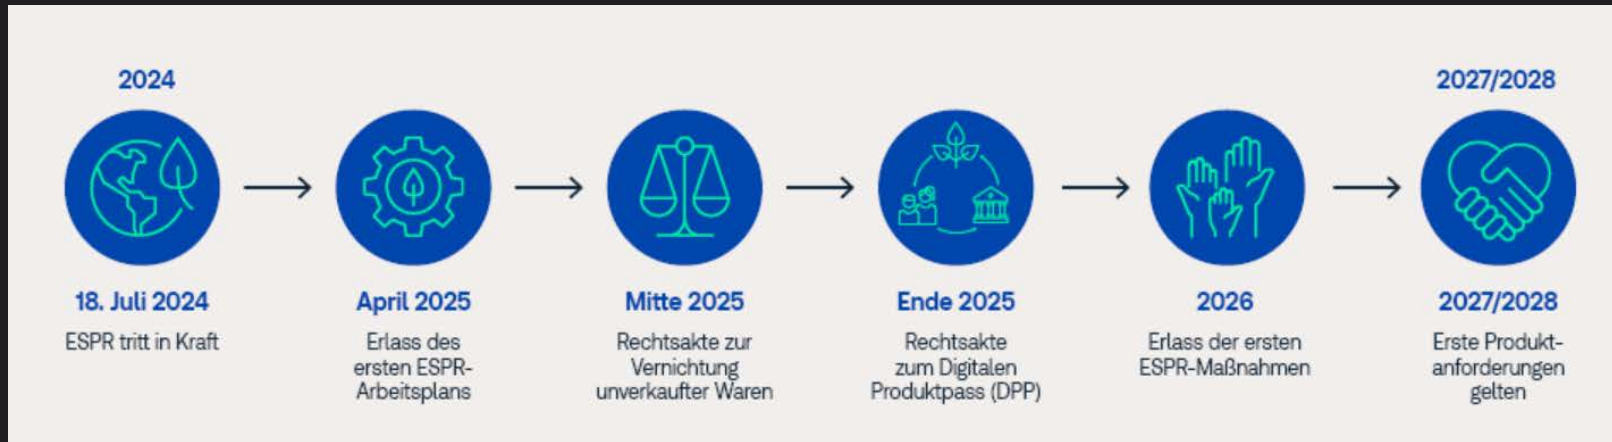 2024
2027/2028
18. Juli 2024
ESPR tritt in Kraft
April 2025
Erlass des
ersten ESPR-
Arbeitsplans
Mitte 2025
Rechtsakte zur
Vernichtung
unverkaufter Waren
Ende 2025
Rechtsakte
zum Digitalen
Produktpass (DPP)
2026
Erlass der ersten
ESPR-Maßnahmen
2027/2028
Erste Produkt-
anforderungen
gelten